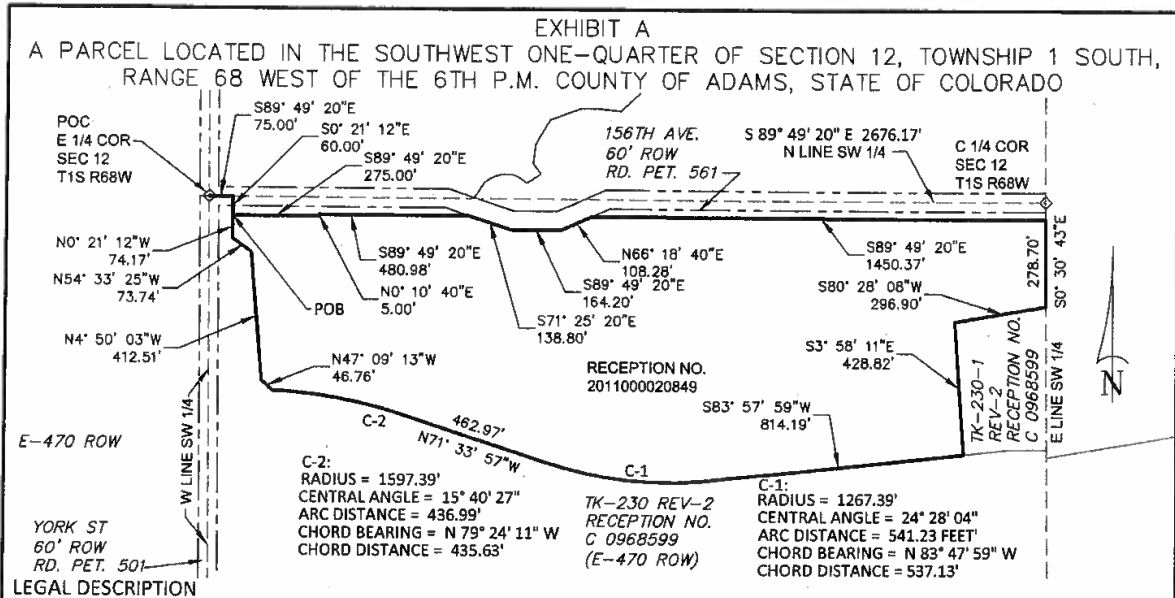 EXHIBIT A
A PARCEL LOCATED IN THE SOUTHWEST ONE-QUARTER OF SECTION 12, TOWNSHIP 1 SOUTH,
RANGE 68 WEST OF THE 6TH P.M. COUNTY OF ADAMS, STATE OF COLORADO
POC
E 1/4 COR
SEC 12
T1S R68W
S89° 49' 20"E
75.00'
S0° 21' 12"E
60.00'
S89° 49' 20"E
275.00'
156TH AVE.
60' ROW
RD. PET. 561
S 89° 49' 20" E 2676.17'
N LINE SW 1/4
C 1/4 COR
SEC 12
T1S R68W
N0° 21' 12"W
74.17'
N54° 33' 25"W
73.74'
POB
S89° 49' 20"E
480.98'
N0° 10' 40"E
5.00'
S71° 25' 20"E
138.80'
S89° 49' 20"E
164.20'
N66° 18' 40"E
108.28'
S89° 49' 20"E
1450.37'
278.70'
S0° 30' 43"E
S80° 28' 08"W
296.90'
N4° 50' 03"W
412.51'
N47° 09' 13"W
46.76'
RECEPTION NO.
2011000020849
S3° 58' 11"E
428.82'
TK-230-1
REV-2
RECEPTION NO.
C 0968599
E LINE SW 1/4
N
S83° 57' 59"W
814.19'
E-470 ROW
W LINE SW 1/4
C-2
462.97'
N71° 33' 57"W
C-1
C-2:
RADIUS = 1597.39'
CENTRAL ANGLE = 15° 40' 27"
ARC DISTANCE = 436.99'
CHORD BEARING = N 79° 24' 11" W
CHORD DISTANCE = 435.63'
TK-230 REV-2
RECEPTION NO.
C 0968599
(E-470 ROW)
C-1:
RADIUS = 1267.39'
CENTRAL ANGLE = 24° 28' 04"
ARC DISTANCE = 541.23 FEET'
CHORD BEARING = N 83° 47' 59" W
CHORD DISTANCE = 537.13'
YORK ST
60' ROW
RD. PET. 501
LEGAL DESCRIPTION